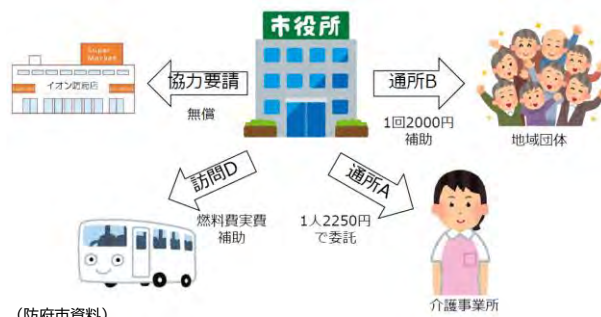 市役所
Super
Market
イオン防府店
協力要請
無償
通所B
1回2000円
補助
地域団体
訪問D
燃料費実費
補助
通所A
1人2250円
で委託
介護事業所
(防府市資料)